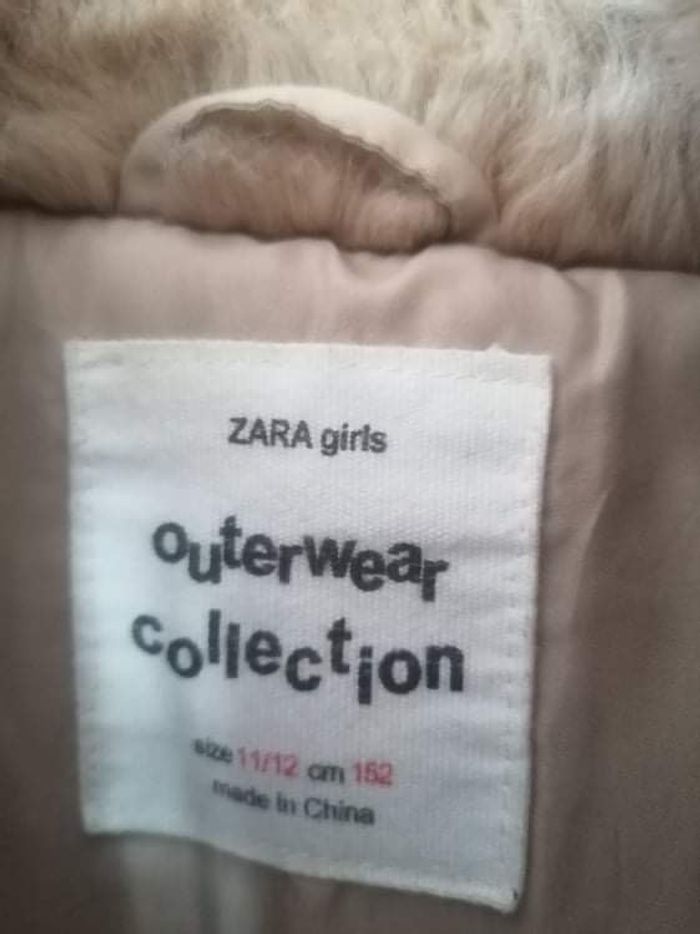 ZARA girls
outerwear
collection
size 11/12 cm 152
made in China